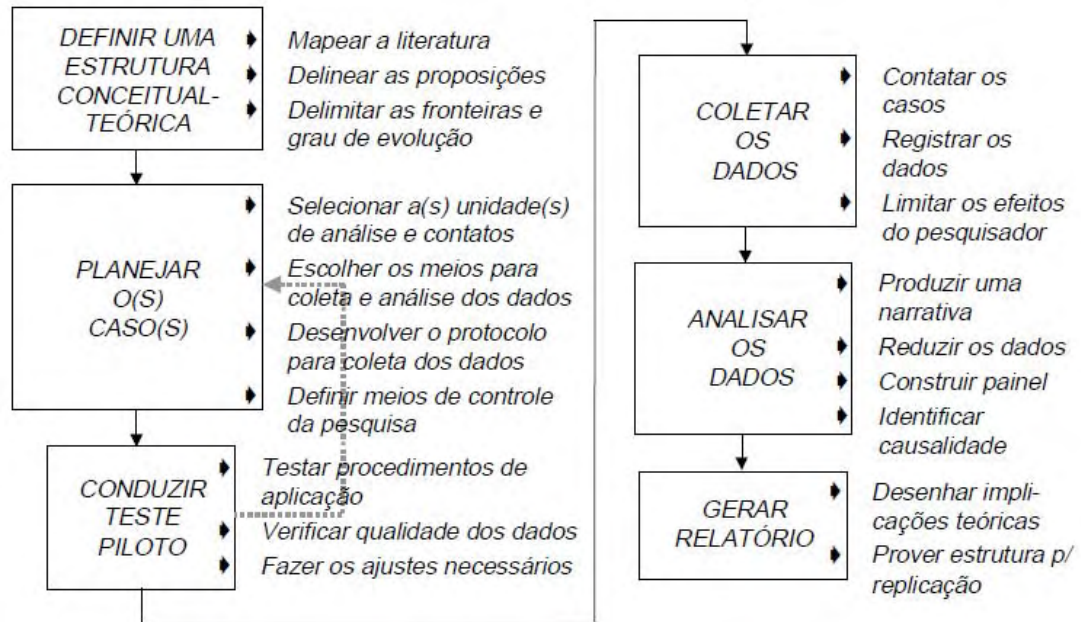 DEFINIR UMA
ESTRUTURA
CONCEITUAL-
TEÓRICA
Mapear a literatura
Delinear as proposições
Delimitar as fronteiras e
grau de evolução
PLANEJAR
O(S)
CASO(S)
Selecionar a(s) unidade(s)
de análise e contatos
Escolher os meios para
coleta e análise dos dados
Desenvolver o protocolo
para coleta dos dados
Definir meios de controle
da pesquisa
CONDUZIR
TESTE
PILOTO
Testar procedimentos de
aplicação
Verificar qualidade dos dados
Fazer os ajustes necessários
COLETAR
OS
DADOS
Contatar os
casos
Registrar os
dados
Limitar os efeitos
do pesquisador
ANALISAR
OS
DADOS
Produzir uma
narrativa
Reduzir os dados
Construir painel
Identificar
causalidade
GERAR
RELATÓRIO
Desenhar impli-
cações teóricas
Prover estrutura p/
replicação